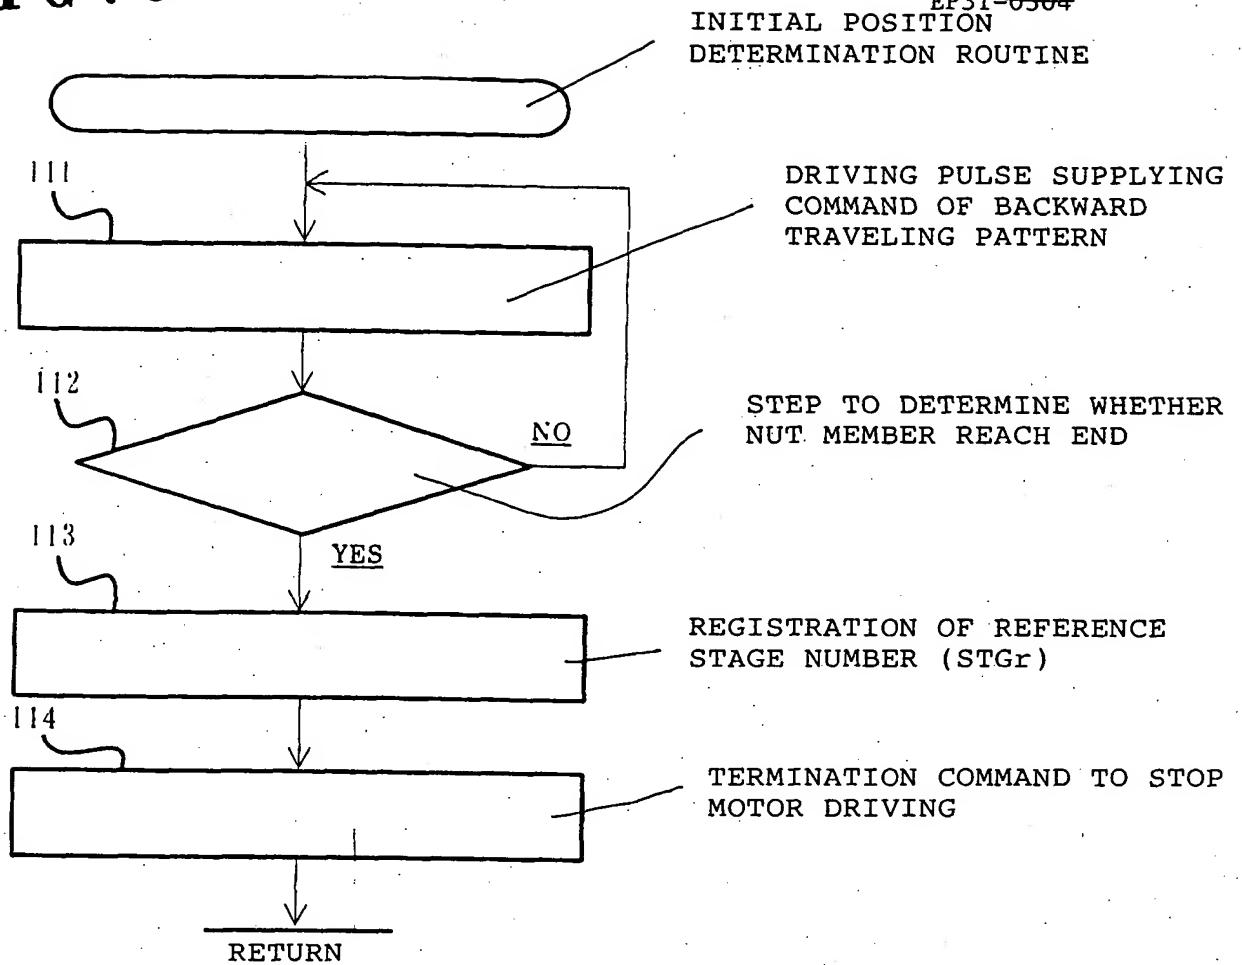 INITIAL POSITION
DETERMINATION ROUTINE
111
DRIVING PULSE SUPPLYING
COMMAND OF BACKWARD
TRAVELING PATTERN
112
NO
STEP TO DETERMINE WHETHER
NUT MEMBER REACH END
YES
113
REGISTRATION OF REFERENCE
STAGE NUMBER (STGr)
114
TERMINATION COMMAND TO STOP
MOTOR DRIVING
RETURN